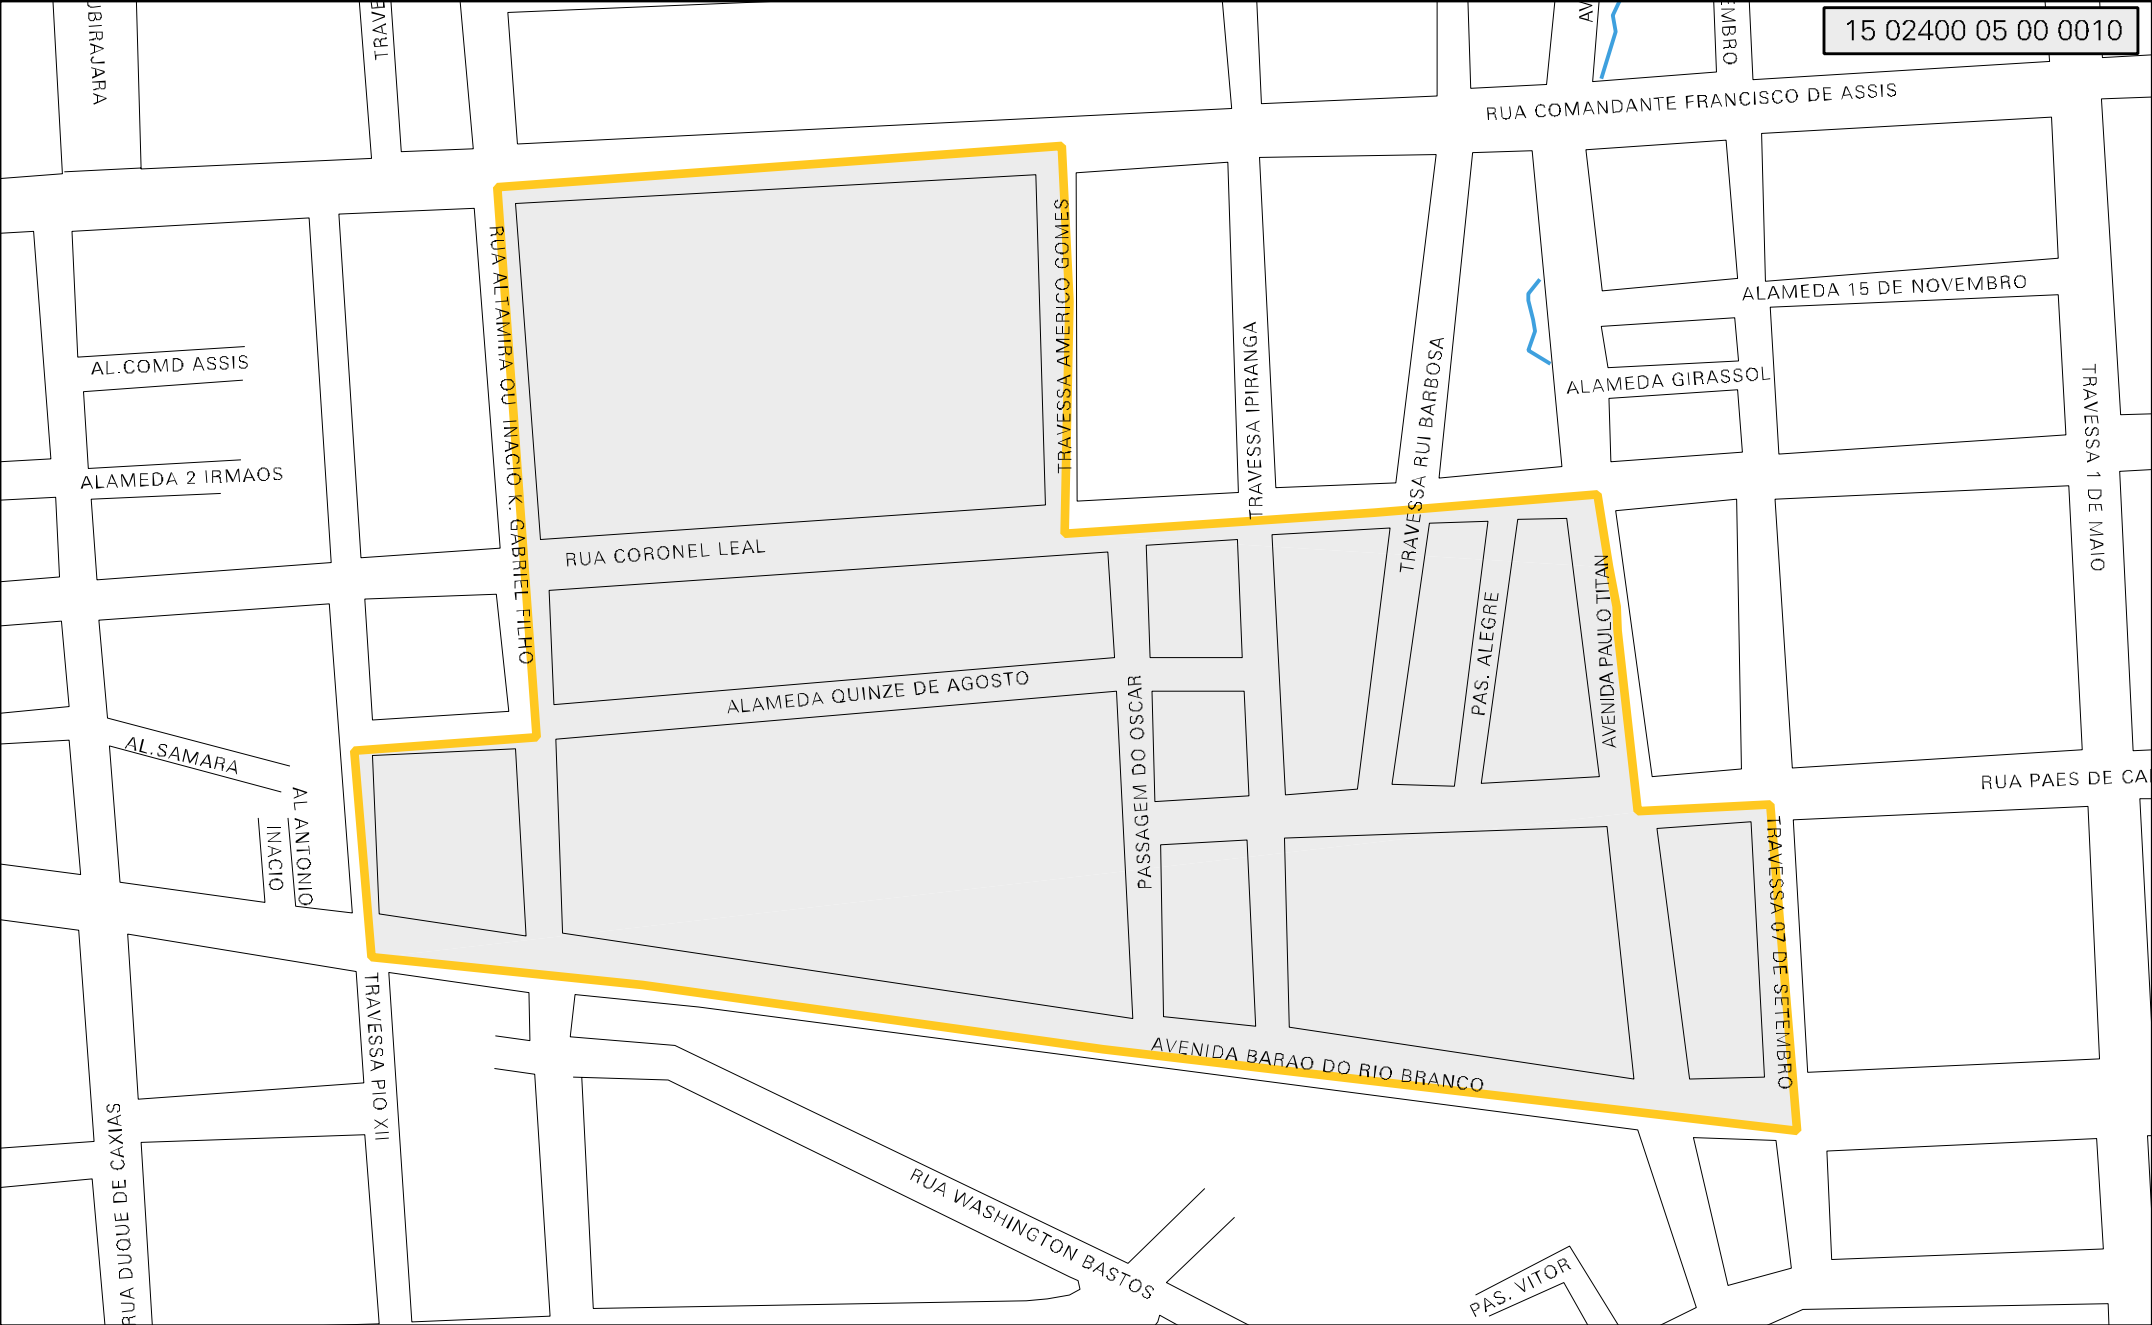 UBIRAJARA
TRAVE
AV
EMBRO
15 02400 05 00 0010
RUA COMANDANTE FRANCISCO DE ASSIS
RUA ALTAMIRA OU INACIO K. GABRIEL FILHO
TRAVESSA AMERICO GOMES
TRAVESSA IPIRANGA
TRAVESSA RUI BARBOSA
ALAMEDA 15 DE NOVEMBRO
ALAMEDA GIRASSOL
TRAVESSA 1 DE MAIO
AL.COMD ASSIS
ALAMEDA 2 IRMAOS
RUA CORONEL LEAL
ALAMEDA QUINZE DE AGOSTO
PASSAGEM DO OSCAR
PAS. ALEGRE
AVENIDA PAULO TITAN
AL.SAMARA
AL ANTONIO
INACIO
RUA PAES DE CA
TRAVESSA 07 DE SETEMBRO
TRAVESSA PIO XII
AVENIDA BARAO DO RIO BRANCO
RUA DUQUE DE CAXIAS
RUA WASHINGTON BASTOS
PAS. VITOR